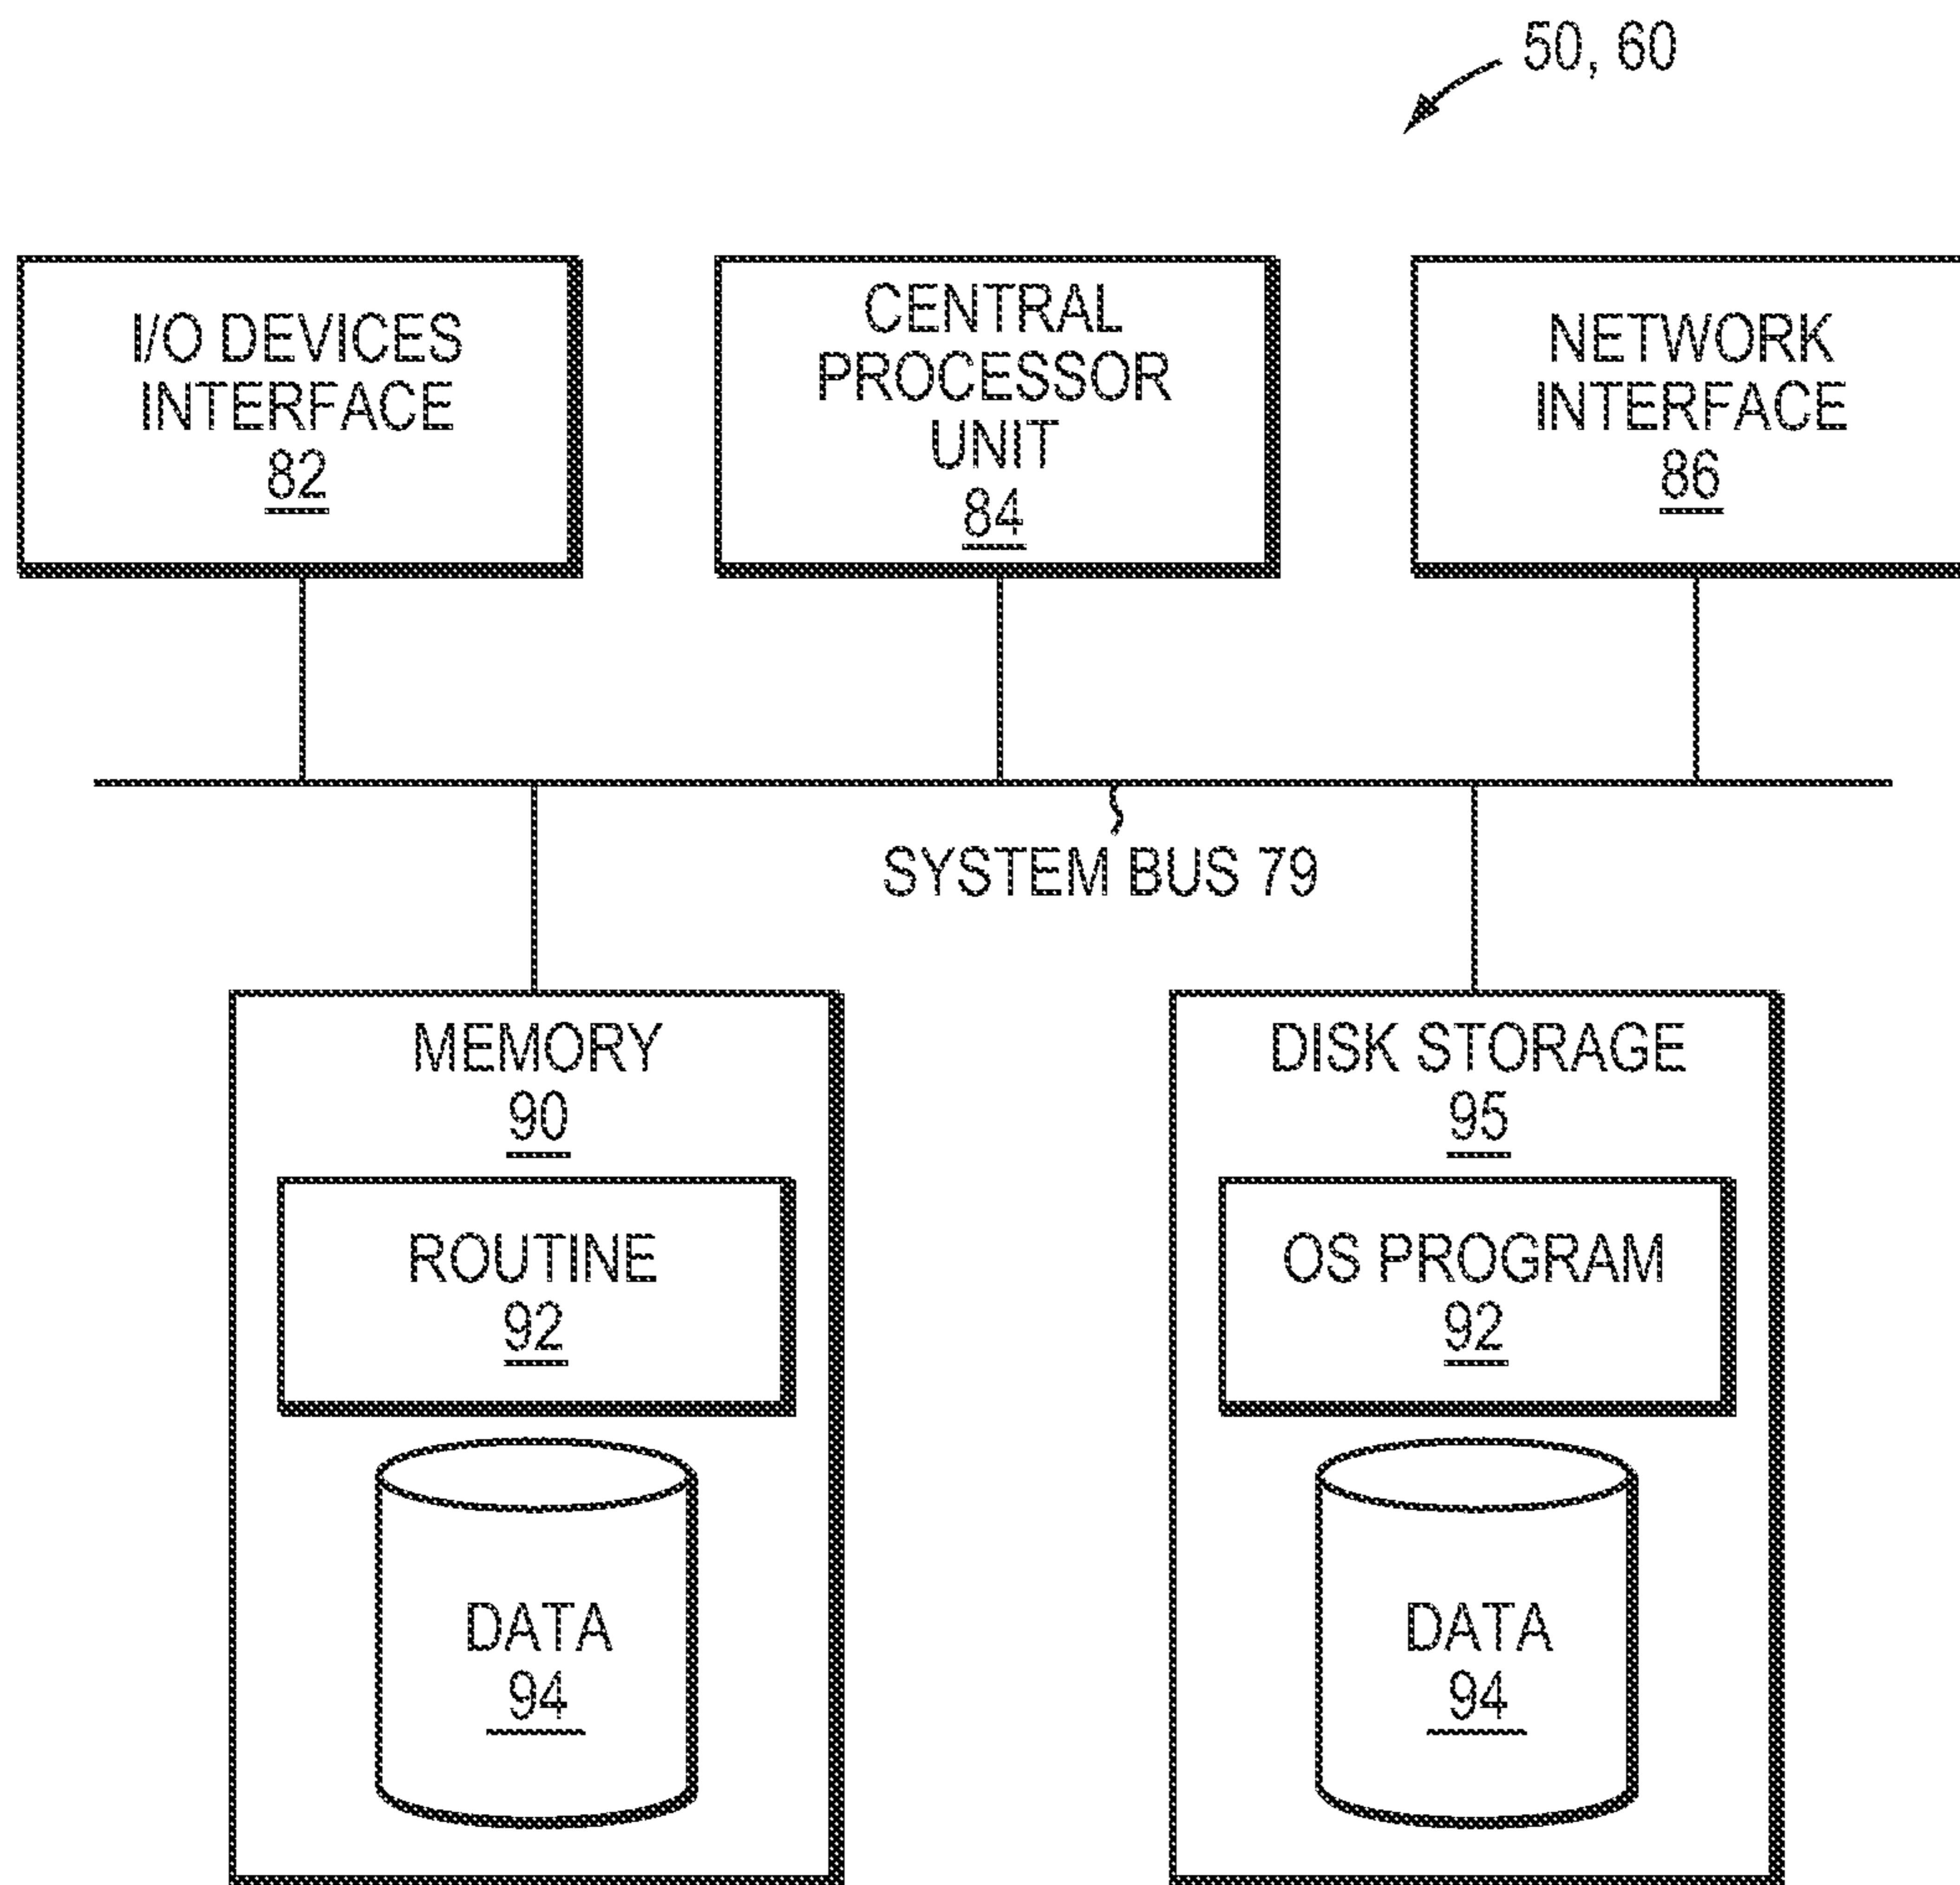 50, 60
I/O DEVICES
INTERFACE
82
CENTRAL
PROCESSOR
UNIT
84
NETWORK
INTERFACE
86
SYSTEM BUS 79
MEMORY
90
ROUTINE
92
DATA
94
DISK STORAGE
95
OS PROGRAM
92
DATA
94